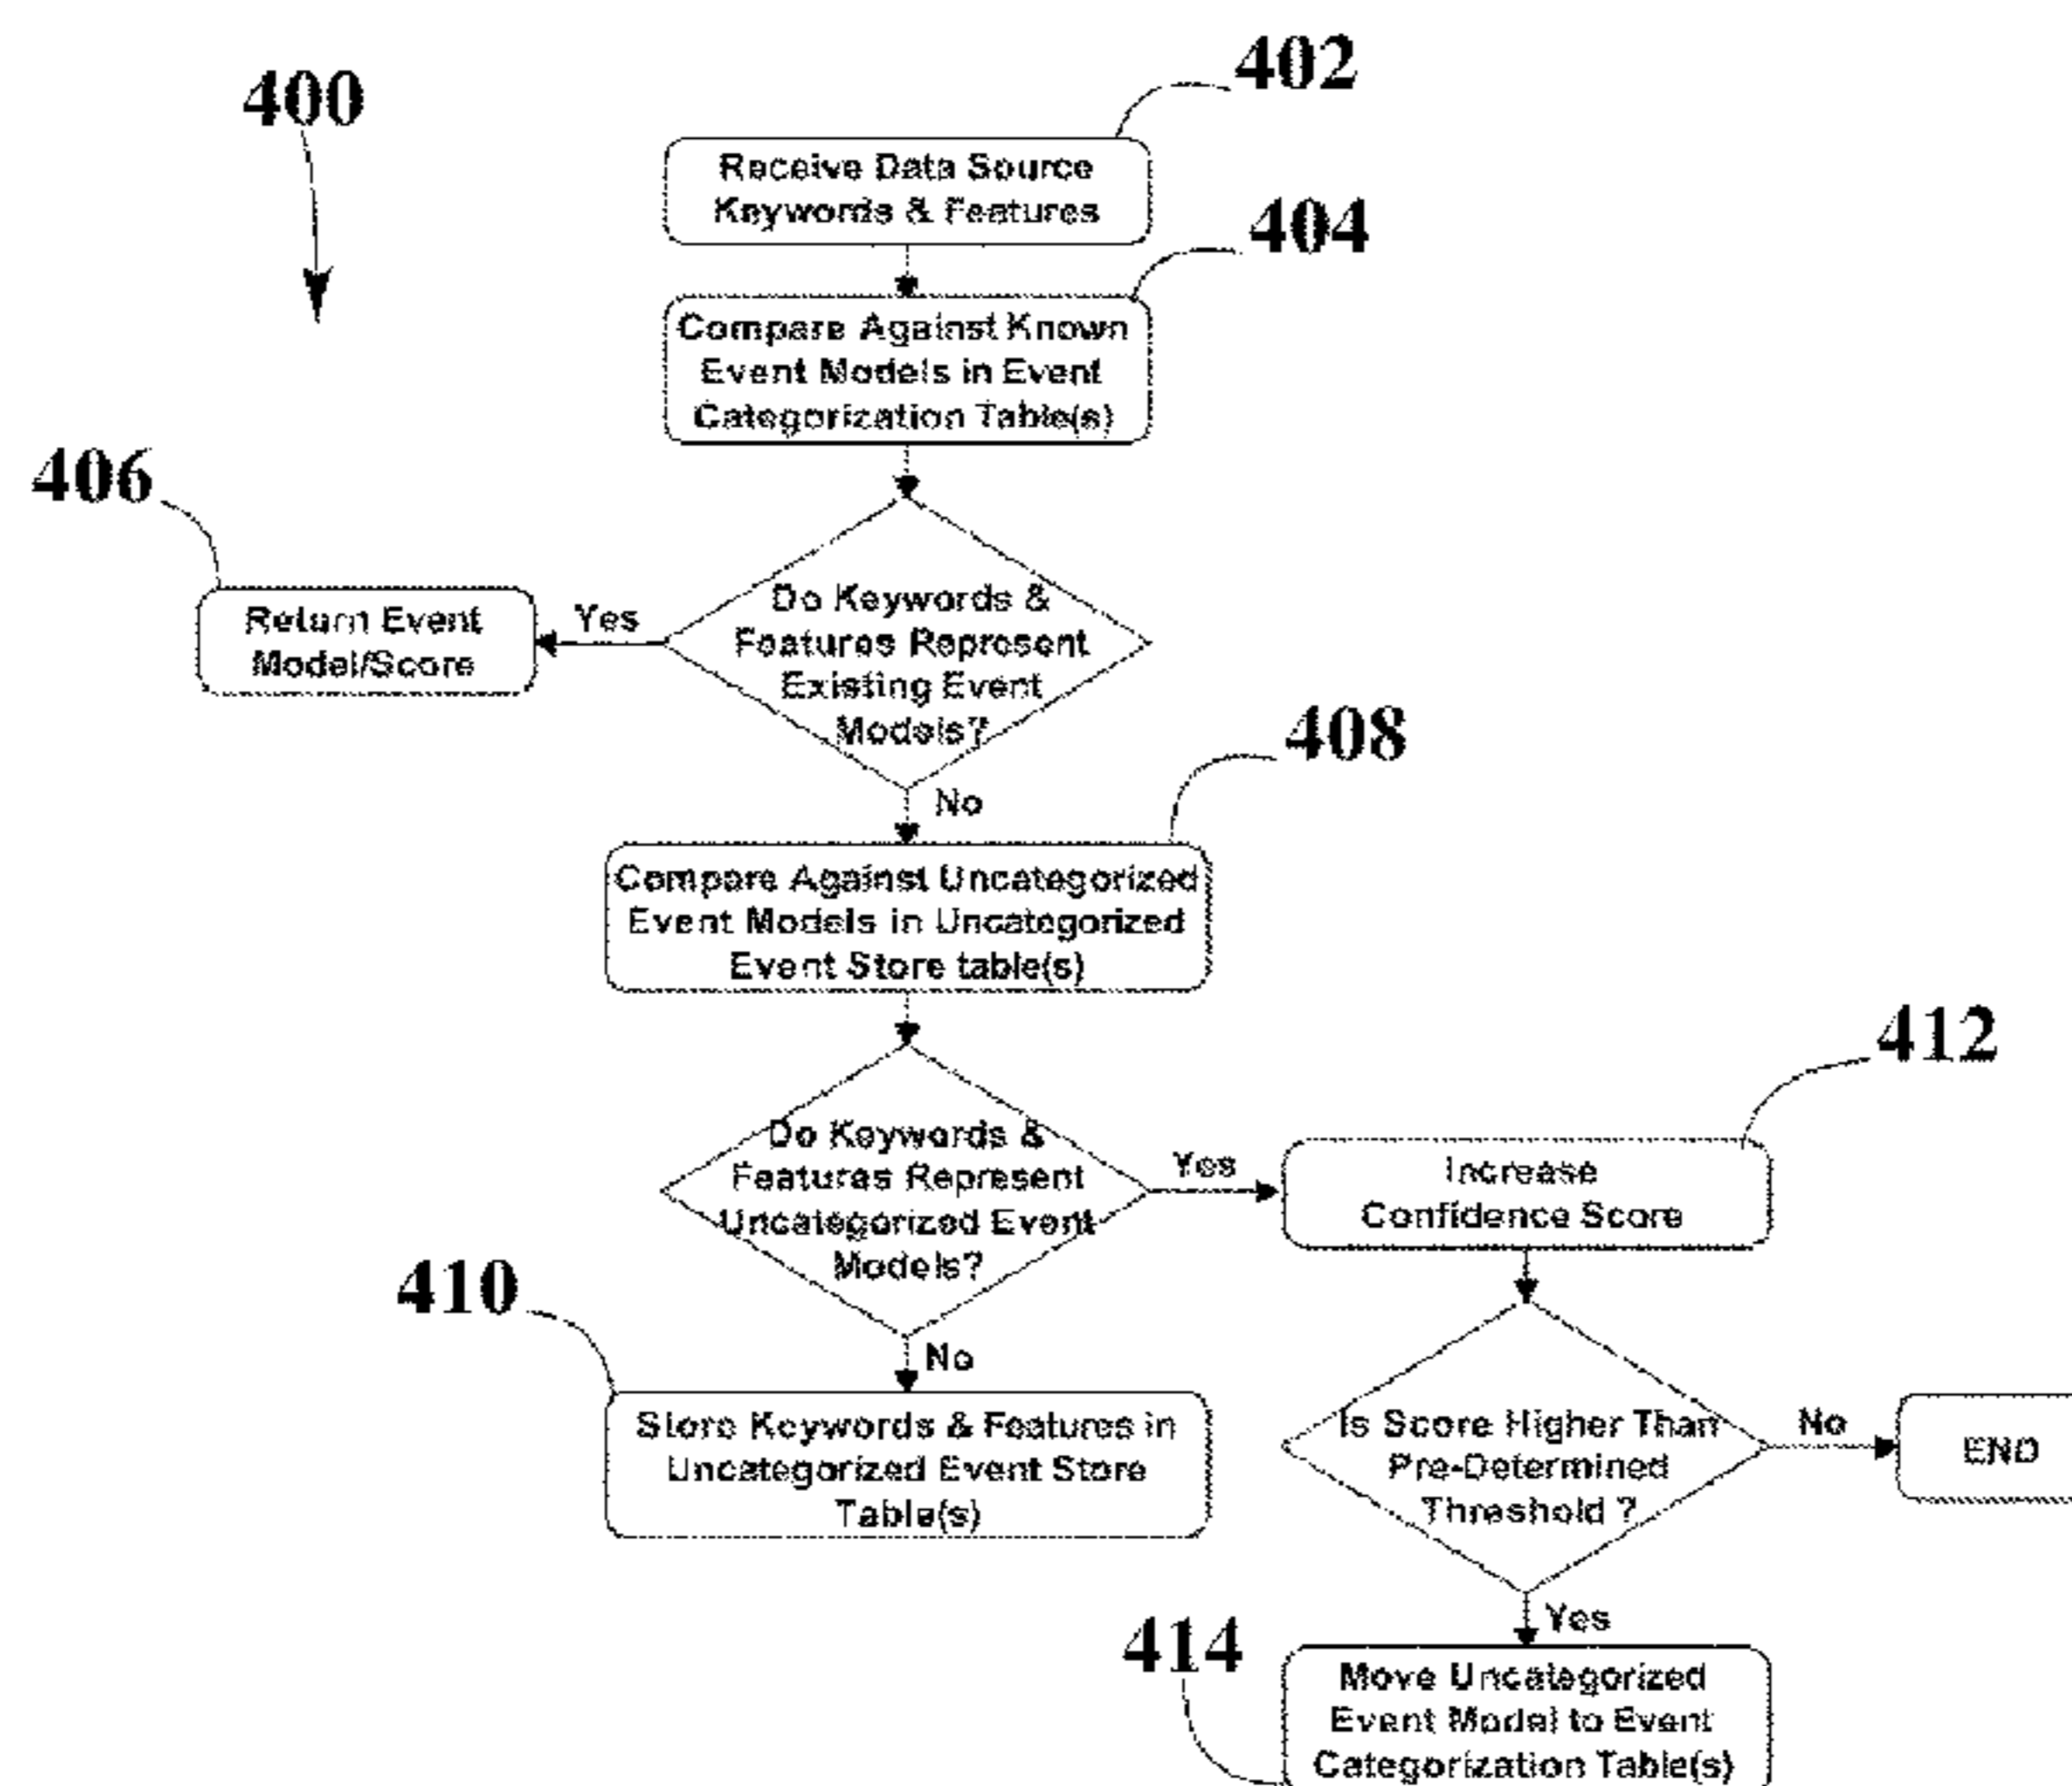 400
402
Receive Data Source
Keywords & Features
404
Compare Against Known
Event Models in Event
Categorization Table(s)
406
Return Event
Model/Score
Yes
Do Keywords &
Features Represent
Existing Event
Models?
No
408
Compare Against Uncategorized
Event Models in Uncategorized
Event Store table(s)
Do Keywords &
Features Represent
Uncategorized Event
Models?
Yes
412
Increase
Confidence Score
410
No
Store Keywords & Features in
Uncategorized Event Store
Table(s)
Is Score Higher Than
Pre-Determined
Threshold ?
No
END
Yes
414
Move Uncategorized
Event Model to Event
Categorization Table(s)